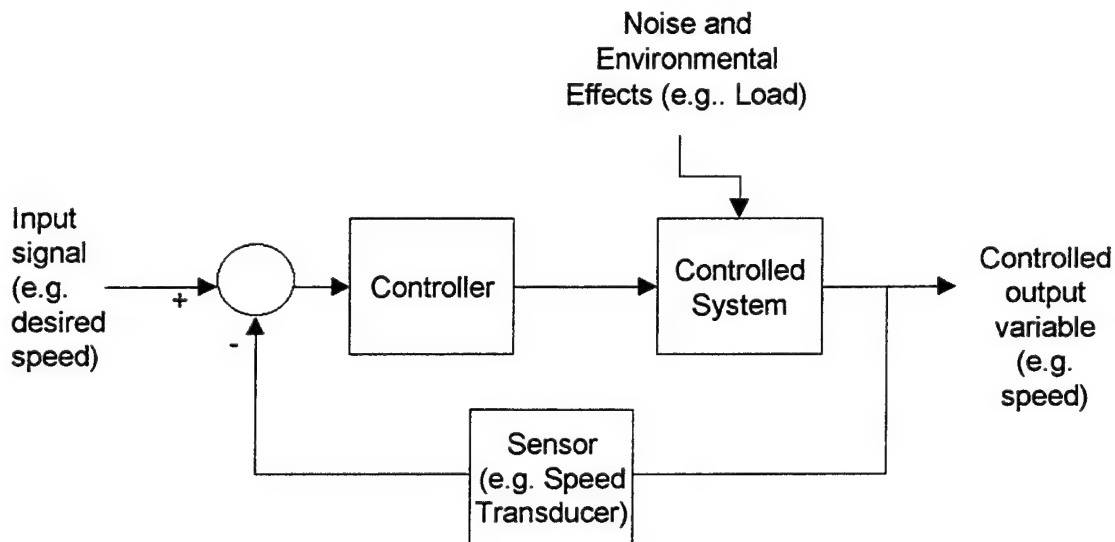 Noise and
Environmental
Effects (e.g.. Load)
Input
signal
(e.g.
desired
speed)
+
-
Controller
Controlled
System
Controlled
output
variable
(e.g.
speed)
Sensor
(e.g. Speed
Transducer)